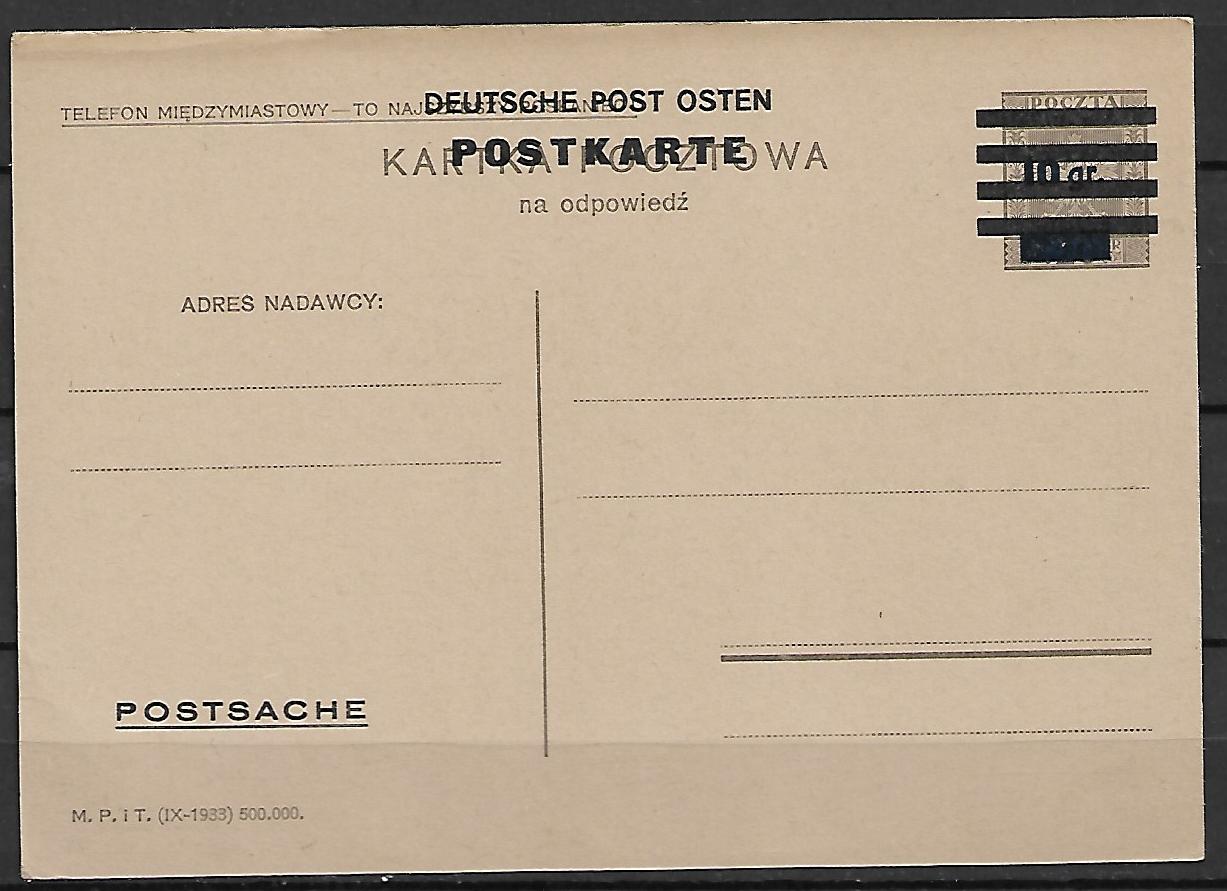 DEUTSCHE POST OSTEN
TELEFON MIĘDZYMIASTOWY — TO
POCZTA
POSTKARTE
KARTKA POCZTOWA
10 gr.
na odpowiedź
ADRES NADAWCY:
POSTSACHE
M. P. i T. (IX-1933) 500.000.